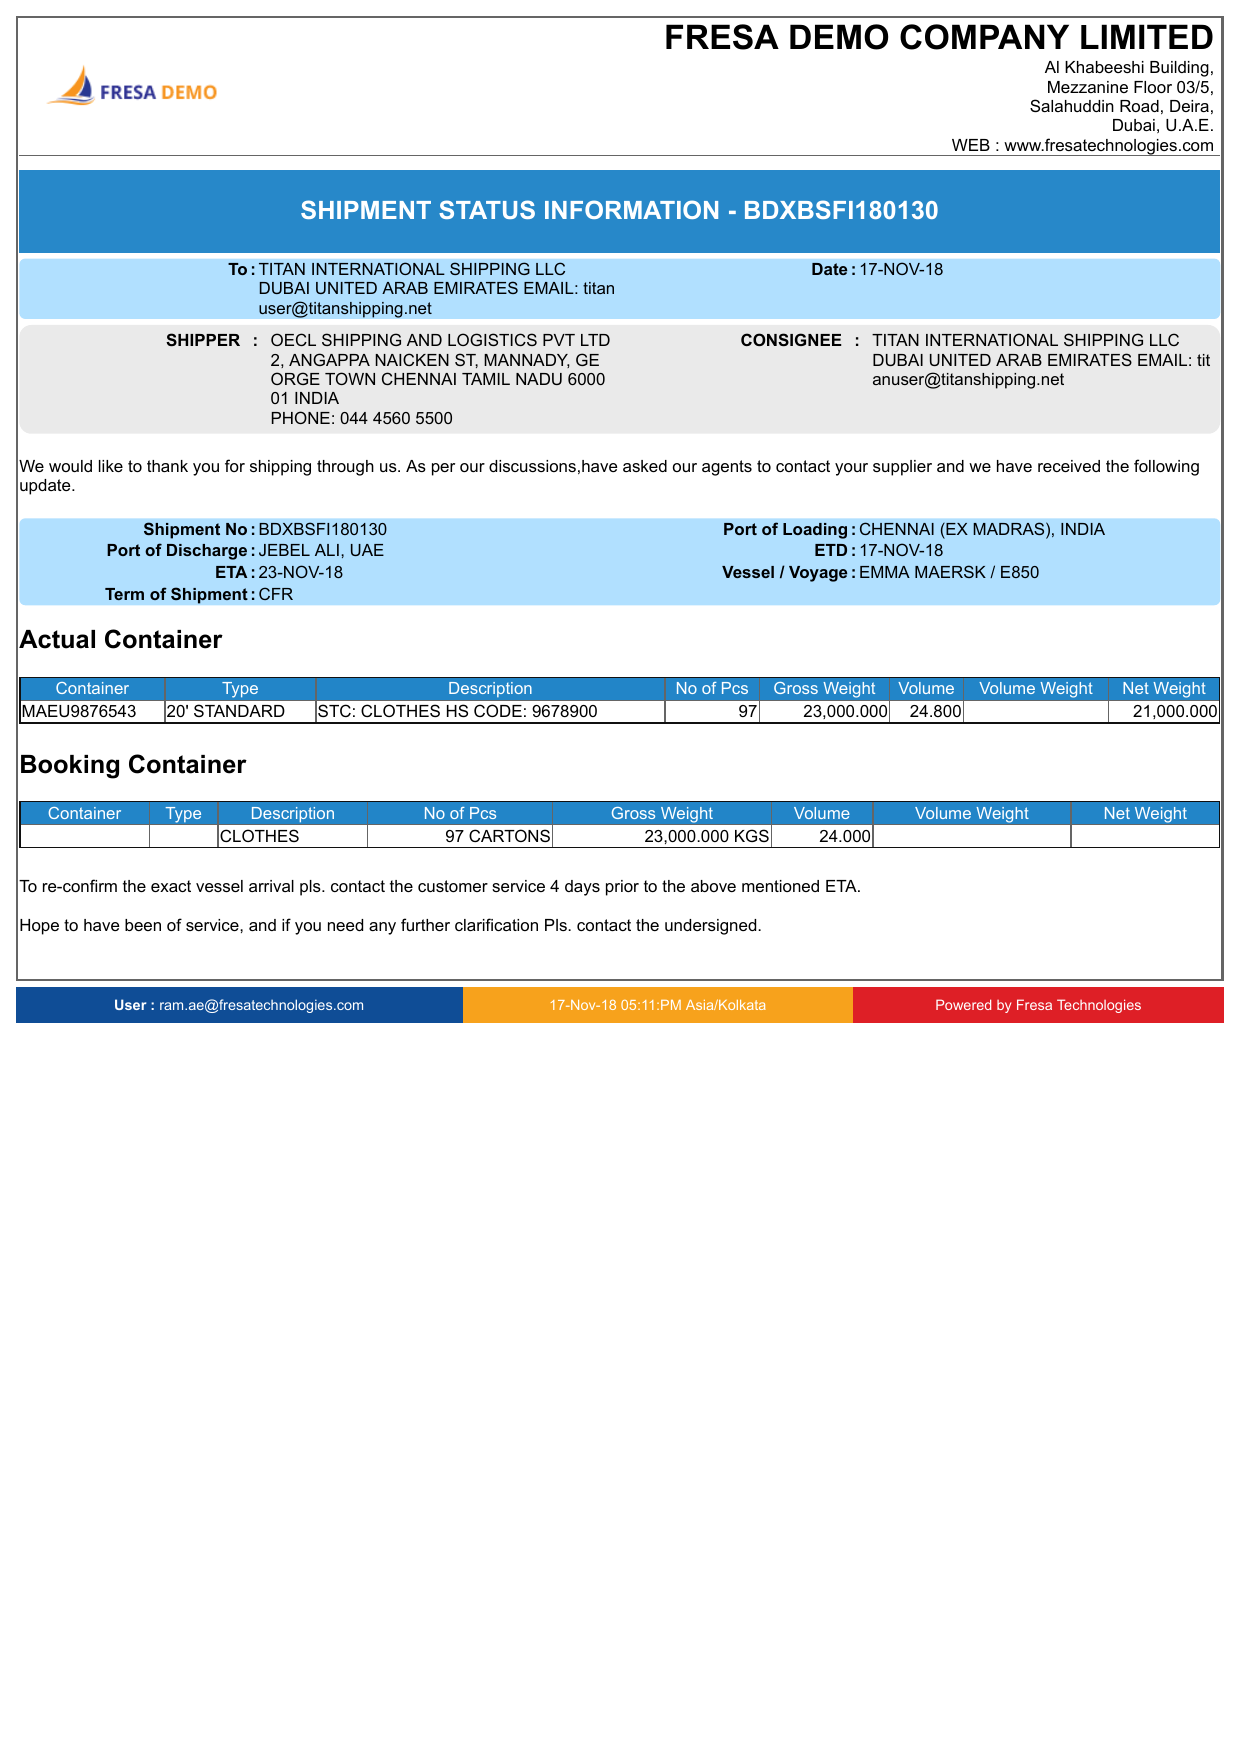 FRESA DEMO COMPANY LIMITED
FRESA DEMO
Al Khabeeshi Building,
Mezzanine Floor 03/5,
Salahuddin Road, Deira,
Dubai, U.A.E.
WEB : www.fresatechnologies.com
SHIPMENT STATUS INFORMATION - BDXBSFI180130
To : TITAN INTERNATIONAL SHIPPING LLC Date : 17-NOV-18
DUBAI UNITED ARAB EMIRATES EMAIL: titan
user@titanshipping.net
SHIPPER : OECL SHIPPING AND LOGISTICS PVT LTD CONSIGNEE : TITAN INTERNATIONAL SHIPPING LLC
2, ANGAPPA NAICKEN ST, MANNADY, GE DUBAI UNITED ARAB EMIRATES EMAIL: tit
ORGE TOWN CHENNAI TAMIL NADU 6000 anuser@titanshipping.net
01 INDIA
PHONE: 044 4560 5500
We would like to thank you for shipping through us. As per our discussions,have asked our agents to contact your supplier and we have received the following
update.
Shipment No : BDXBSFI180130 Port of Loading : CHENNAI (EX MADRAS), INDIA
Port of Discharge : JEBEL ALI, UAE ETD : 17-NOV-18
ETA : 23-NOV-18 Vessel / Voyage : EMMA MAERSK / E850
Term of Shipment : CFR
Actual Container
Container Type Description No of Pcs Gross Weight Volume Volume Weight Net Weight
MAEU9876543 20' STANDARD STC: CLOTHES HS CODE: 9678900 97 23,000.000 24.800 21,000.000
Booking Container
Container Type Description No of Pcs Gross Weight Volume Volume Weight Net Weight
CLOTHES 97 CARTONS 23,000.000 KGS 24.000
To re-confirm the exact vessel arrival pls. contact the customer service 4 days prior to the above mentioned ETA.
Hope to have been of service, and if you need any further clarification Pls. contact the undersigned.
User : ram.ae@fresatechnologies.com 17-Nov-18 05:11:PM Asia/Kolkata Powered by Fresa Technologies